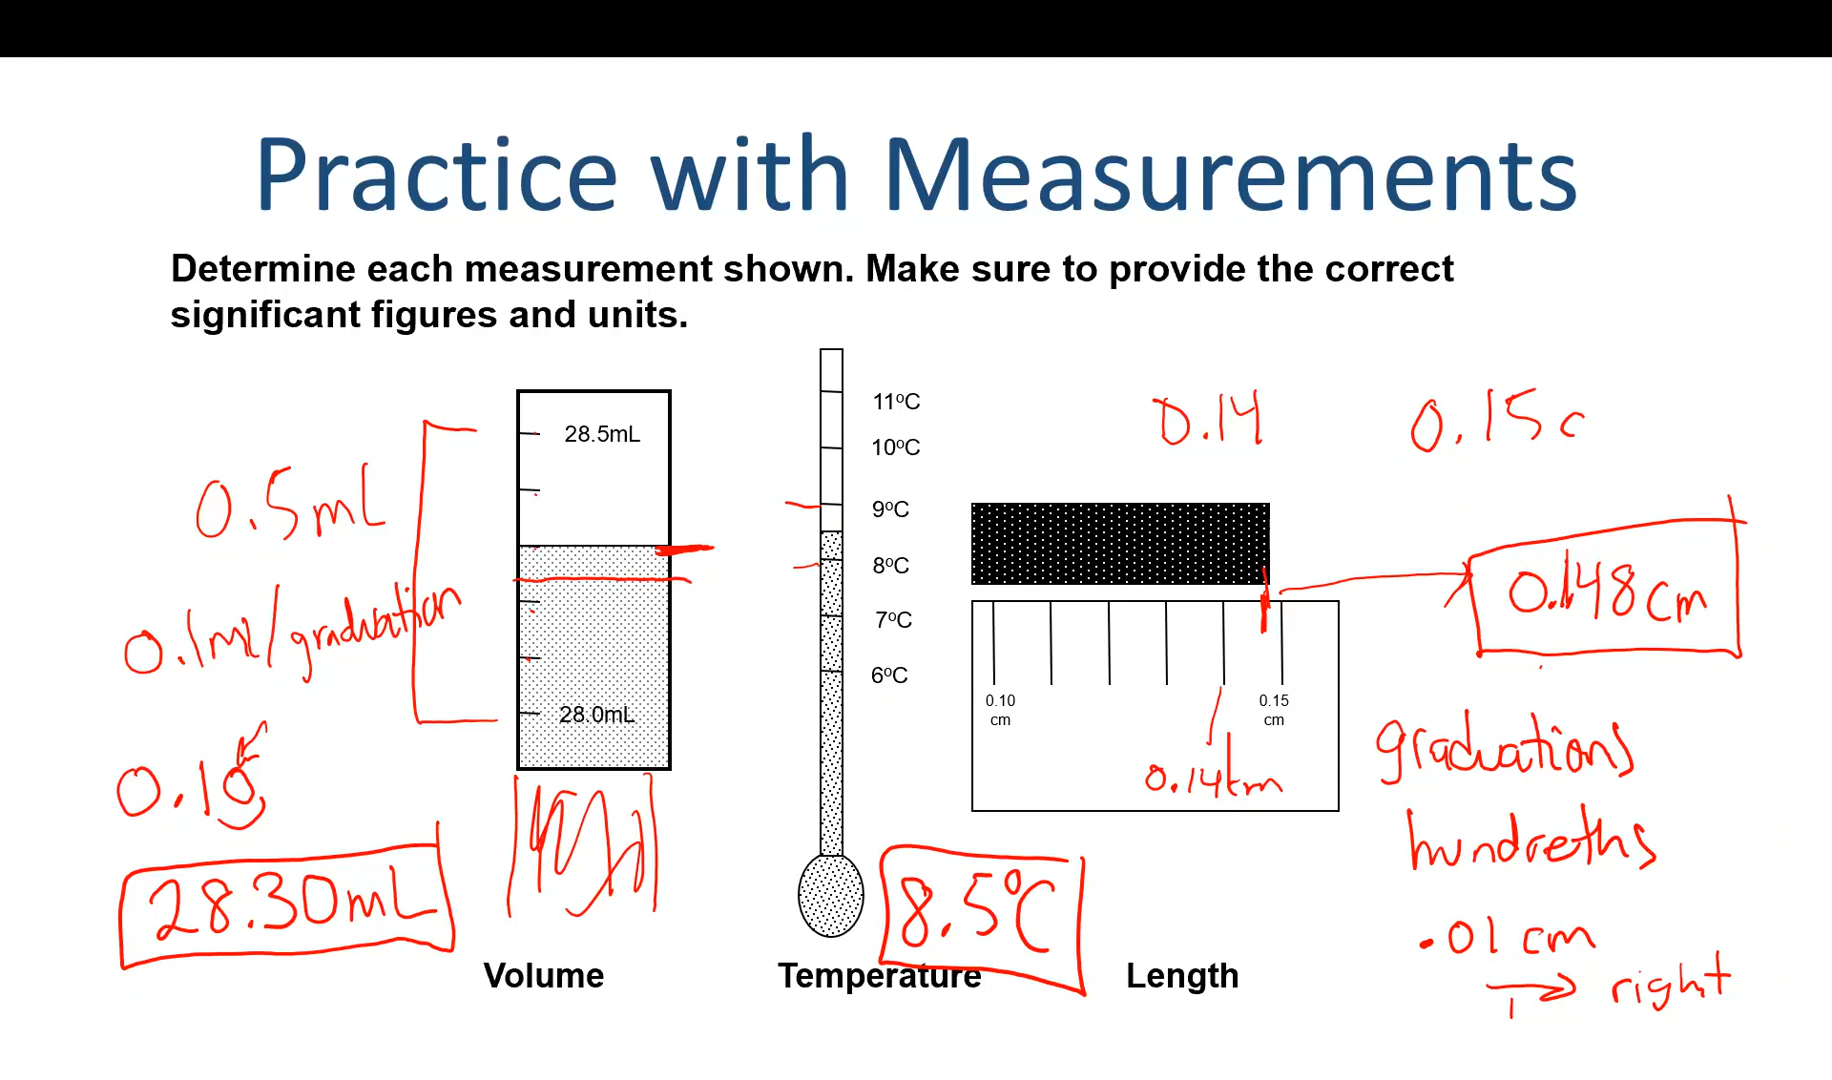 Practice with Measurements
Determine each measurement shown. Make sure to provide the correct
significant figures and units.
28.5mL
28.0mL
0.5mL
0.1mL/graduation
0.10
28.30mL
Volume
11°C
10°C
9°C
8°C
7°C
6°C
8.5°C
Temperature
0.14
0.15c
0.148cm
0.10
cm
0.15
cm
0.14
graduations
hundreths
.01 cm
right
Length